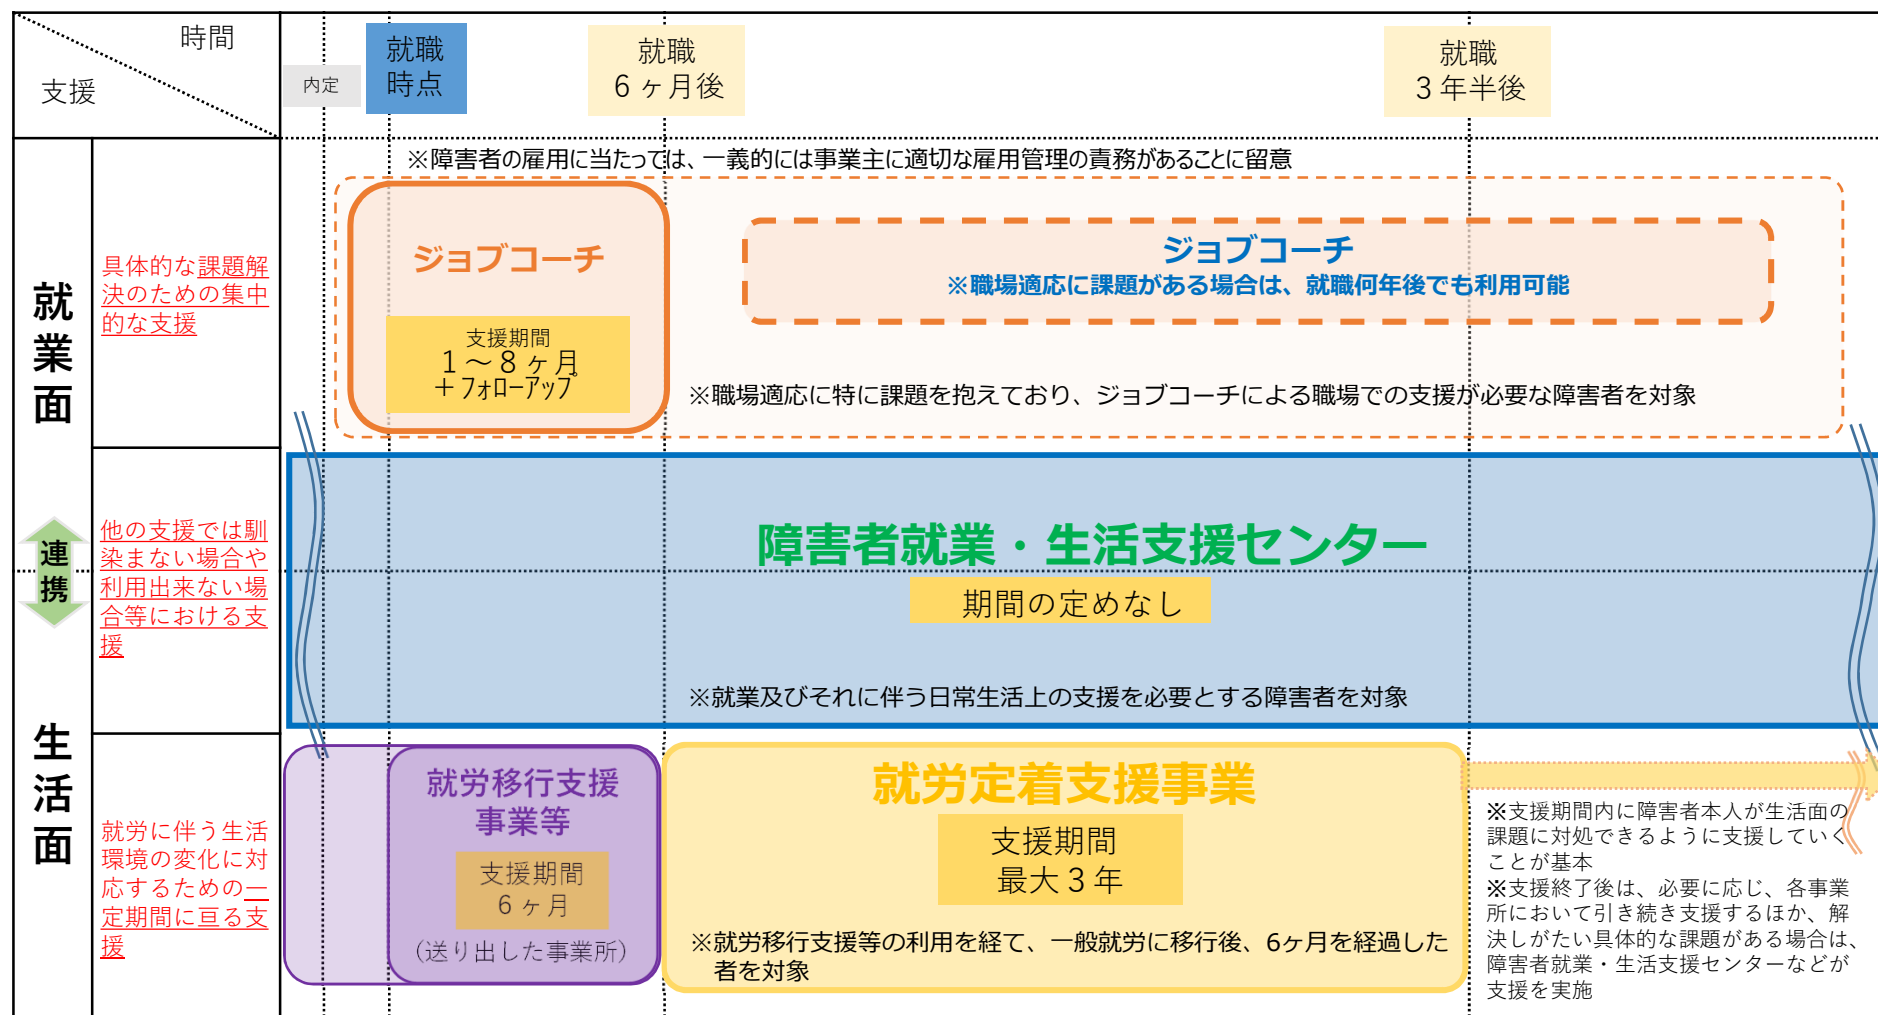 時間
支援
内定
就職
時点
就職
６ヶ月後
就職
３年半後
※障害者の雇用に当たっては、一義的には事業主に適切な雇用管理の責務があることに留意
就業面
連携
生活面
具体的な課題解
決のための集中
的な支援
ジョブコーチ
支援期間
１～８ヶ月
＋フォローアップ
ジョブコーチ
※職場適応に課題がある場合は、就職何年後でも利用可能
※職場適応に特に課題を抱えており、ジョブコーチによる職場での支援が必要な障害者を対象
他の支援では馴
染まない場合や
利用出来ない場
合等における支
援
障害者就業・生活支援センター
期間の定めなし
※就業及びそれに伴う日常生活上の支援を必要とする障害者を対象
就労に伴う生活
環境の変化に対
応するための一
定期間に亘る支
援
就労移行支援
事業等
支援期間
６ヶ月
（送り出した事業所）
就労定着支援事業
支援期間
最大３年
※就労移行支援等の利用を経て、一般就労に移行後、6ヶ月を経過した
者を対象
※支援期間内に障害者本人が生活面の
課題に対処できるように支援していく
ことが基本
※支援終了後は、必要に応じ、各事業
所において引き続き支援するほか、解
決しがたい具体的な課題がある場合は、
障害者就業・生活支援センターなどが
支援を実施